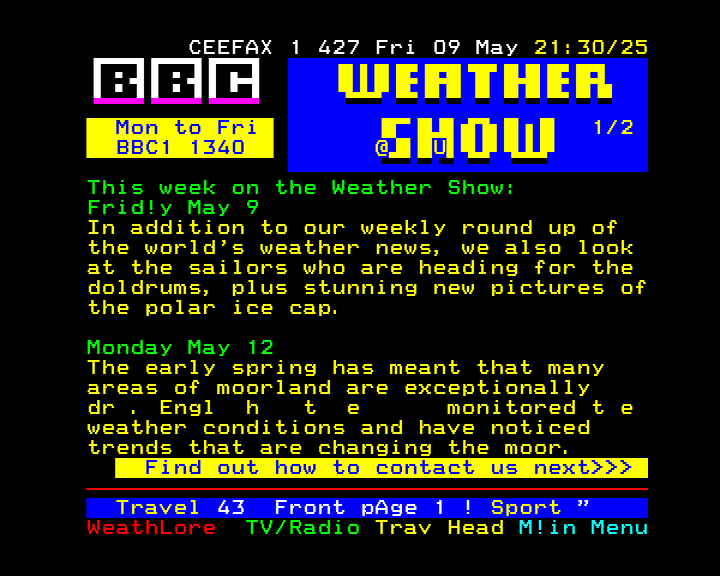 CEEFAX 1 427 Fri 09 May 21:30/25
BBC WEATHER
Mon to Fri
BBC1 1340
@SHUOW 1/2
This week on the Weather Show:
Frid!y May 9
In addition to our weekly round up of
the world's weather news, we also look
at the sailors who are heading for the
doldrums, plus stunning new pictures of
the polar ice cap.
Monday May 12
The early spring has meant that many
areas of moorland are exceptionally
dr . Engl h t e monitored t e
weather conditions and have noticed
trends that are changing the moor.
Find out how to contact us next>>>
Travel 43 Front pAge 1 ! Sport ”
WeathLore TV/Radio Trav Head M!in Menu